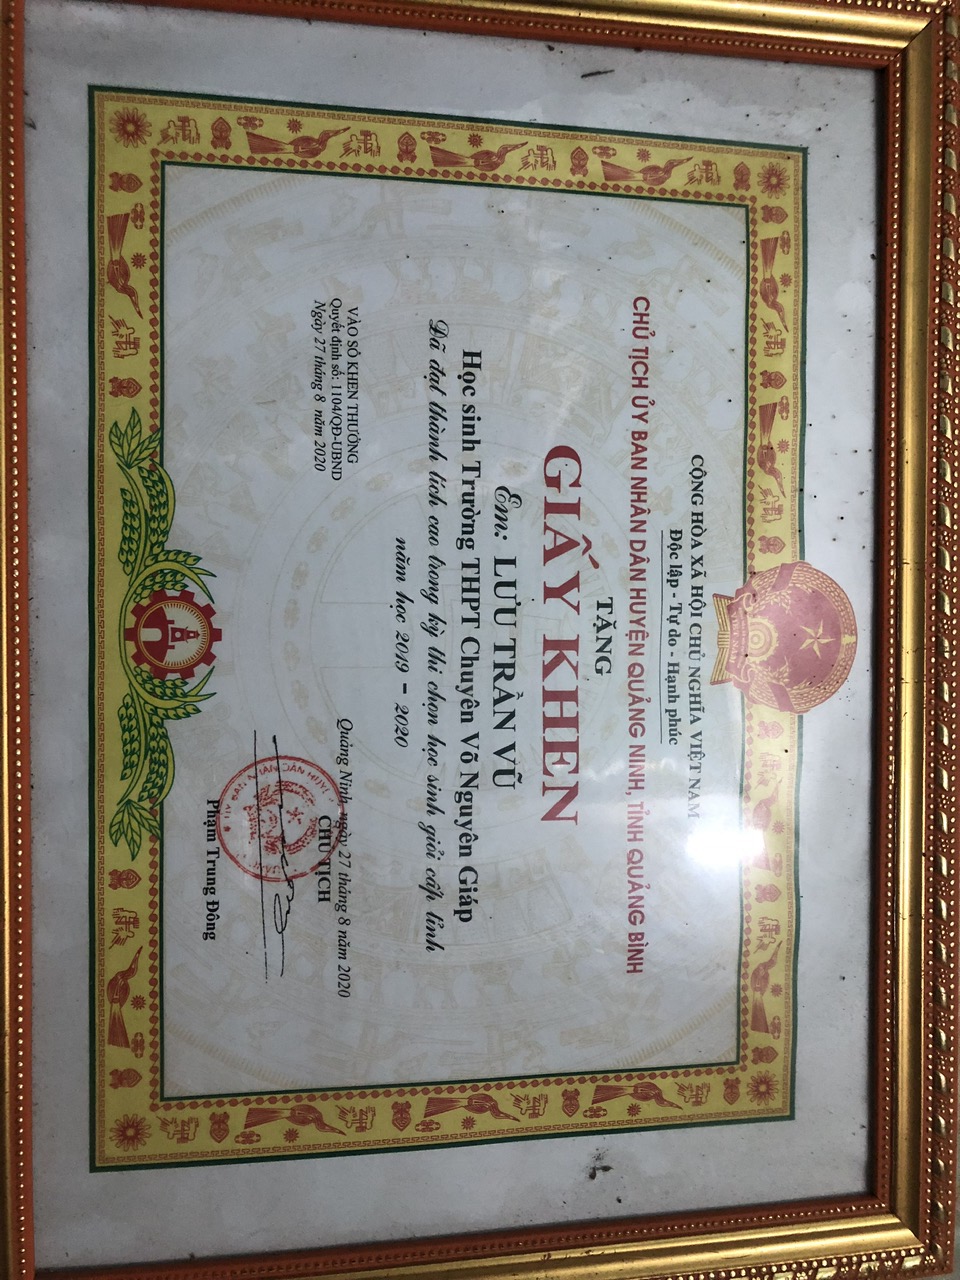 CỘNG HÒA XÃ HỘI CHỦ NGHĨA VIỆT NAM
Độc lập - Tự do - Hạnh phúc
CHỦ TỊCH ỦY BAN NHÂN DÂN HUYỆN QUẢNG NINH, TỈNH QUẢNG BÌNH
TẶNG
GIẤY KHEN
Em: LƯU TRẦN VŨ
Học sinh Trường THPT Chuyên Võ Nguyên Giáp
Đã đạt thành tích cao trong kỳ thi chọn học sinh giỏi cấp tỉnh
năm học 2019 - 2020
VÀO SỔ KHEN THƯỞNG
Quyết định số: 1104/QĐ-UBND
Ngày 27 tháng 8 năm 2020
Quảng Ninh, ngày 27 tháng 8 năm 2020
CHỦ TỊCH
Phạm Trung Đông